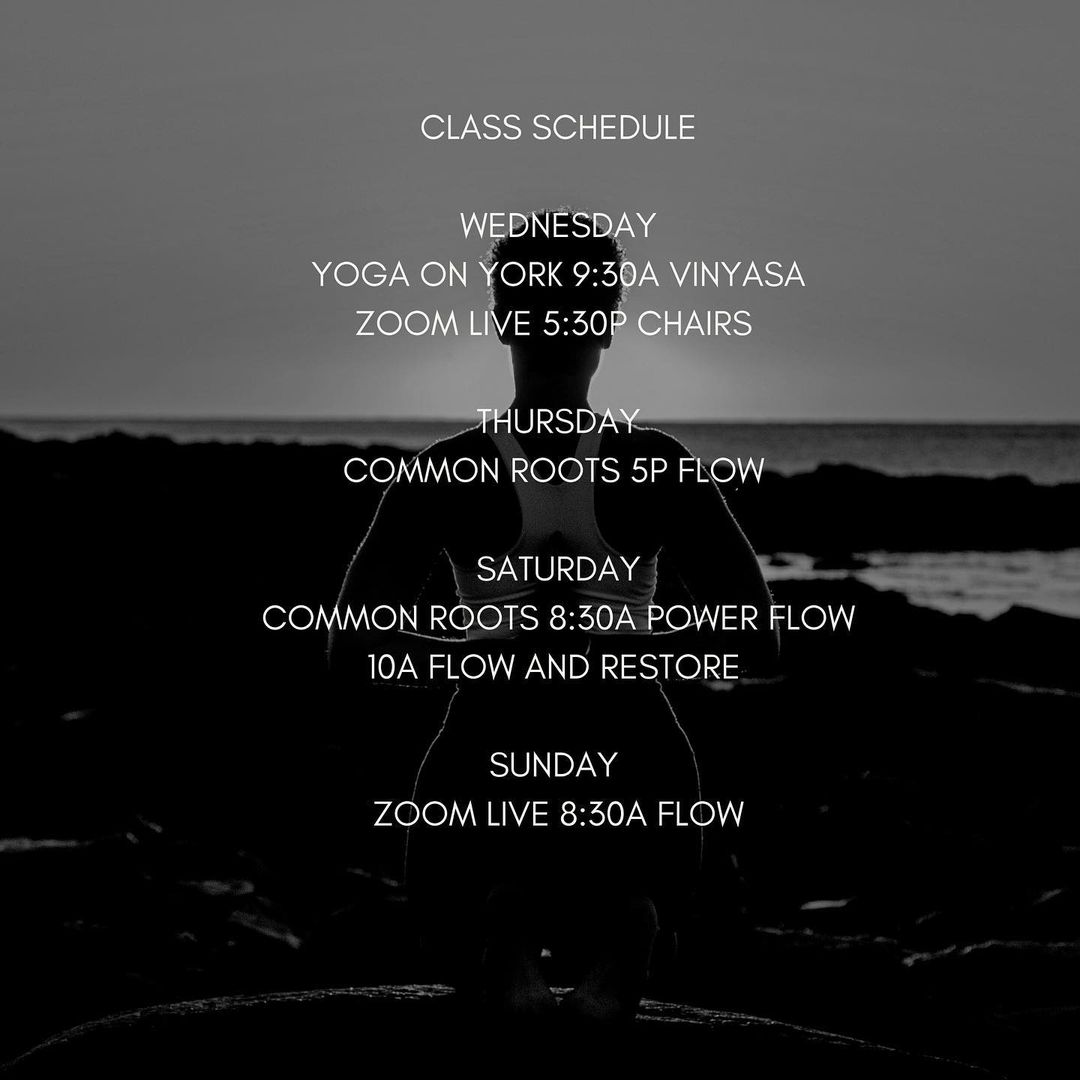 CLASS SCHEDULE
WEDNESDAY
YOGA ON YORK 9:30A VINYASA
ZOOM LIVE 5:30P CHAIRS
THURSDAY
COMMON ROOTS 5P FLOW
SATURDAY
COMMON ROOTS 8:30A POWER FLOW
10A FLOW AND RESTORE
SUNDAY
ZOOM LIVE 8:30A FLOW